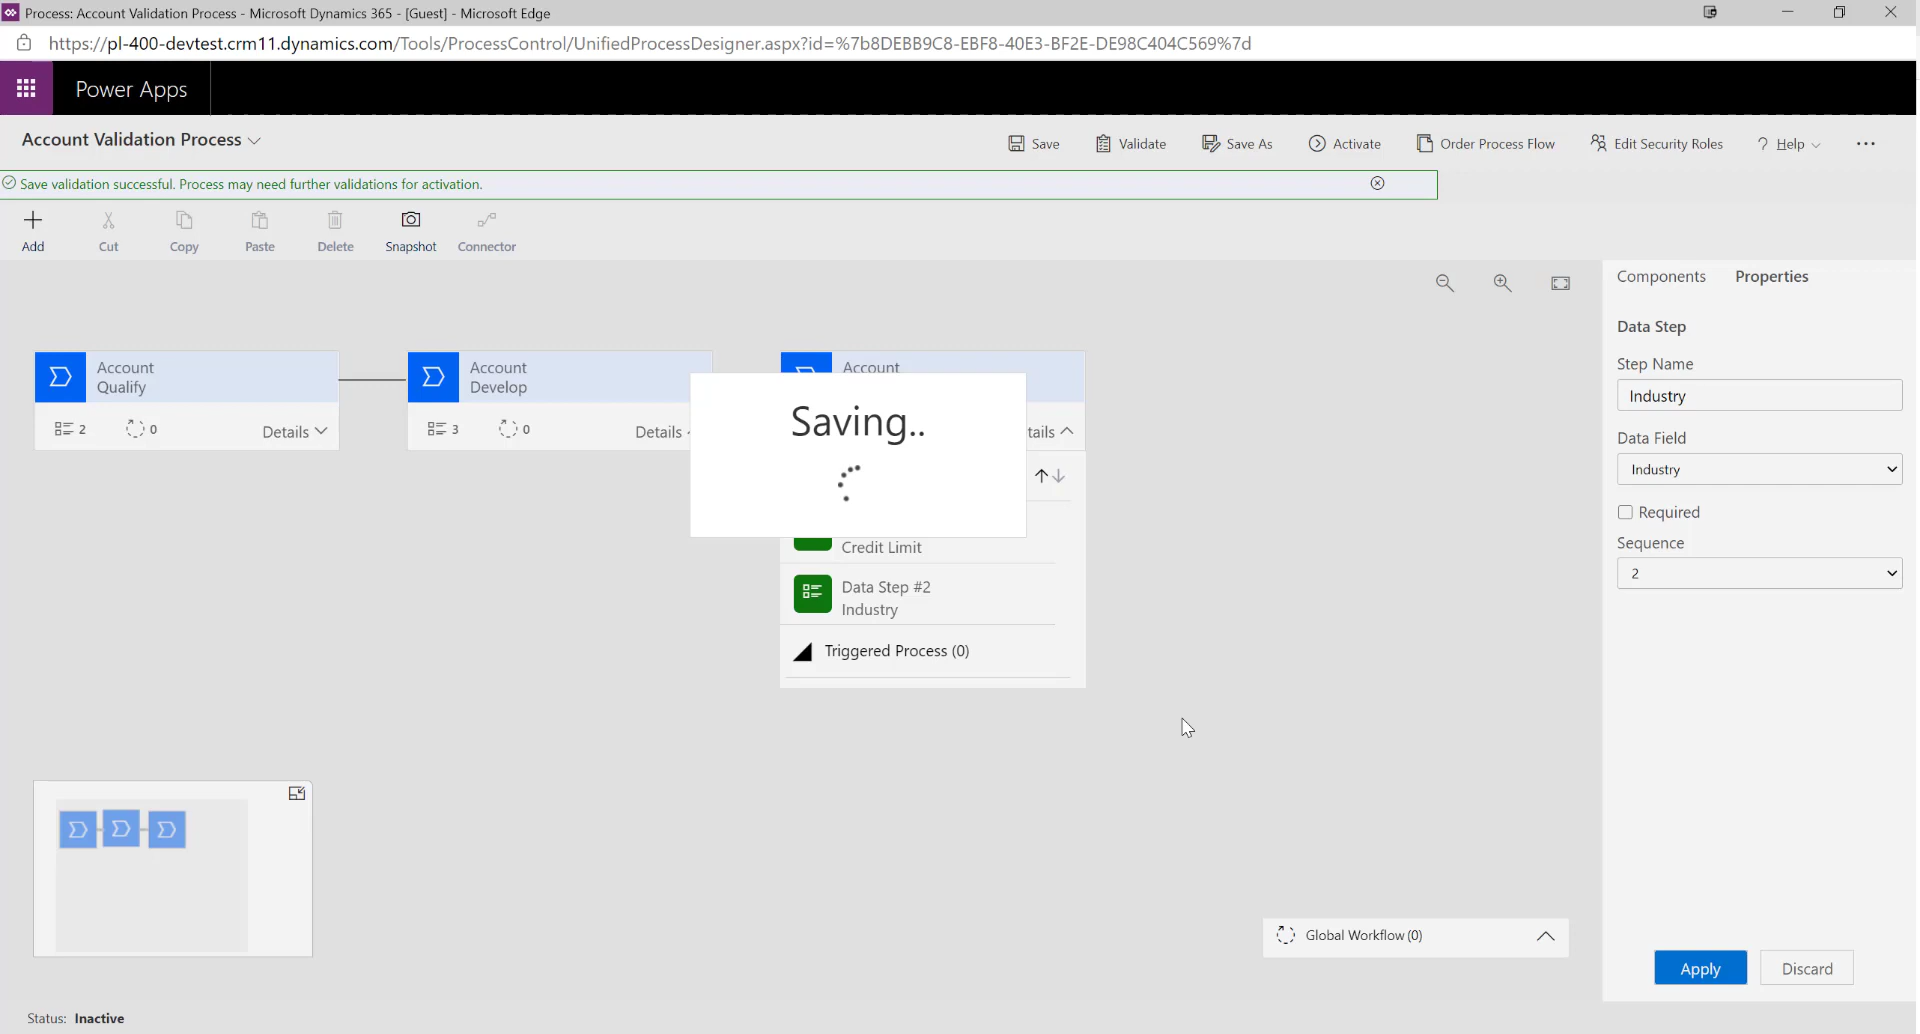 Process: Account Validation Process - Microsoft Dynamics 365 - [Guest] - Microsoft Edge
https://pl-400-devtest.crm11.dynamics.com/Tools/ProcessControl/UnifiedProcessDesigner.aspx?id=%7b8DEBB9C8-EBF8-40E3-BF2E-DE98C404C569%7d
Power Apps
Account Validation Process
Save Validate Save As Activate Order Process Flow Edit Security Roles ? Help ...
Save validation successful. Process may need further validations for activation.
Add Cut Copy Paste Delete Snapshot Connector
Components Properties
Data Step
Step Name
Industry
Data Field
Industry
Required
Sequence
2
Apply Discard
Account
Qualify
2 0 Details
Account
Develop
3 0 Details
Account
tails
Saving..
Credit Limit
Data Step #2
Industry
Triggered Process (0)
Global Workflow (0)
Status: Inactive